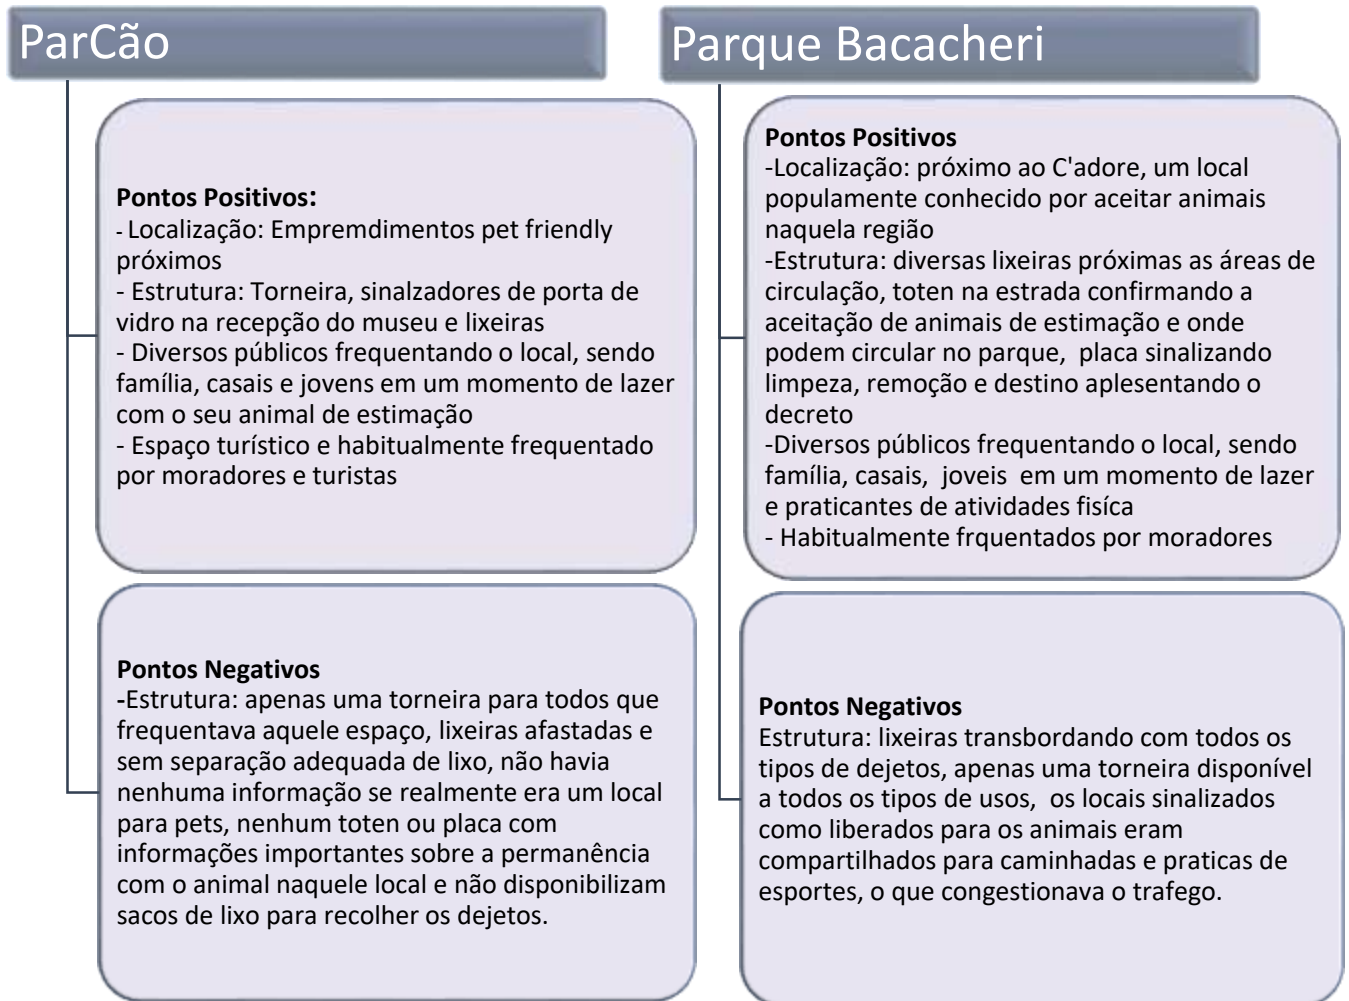 ParCão
Pontos Positivos:
- Localização: Empremdimentos pet friendly
próximos
- Estrutura: Torneira, sinalzadores de porta de
vidro na recepção do museu e lixeiras
- Diversos públicos frequentando o local, sendo
família, casais e jovens em um momento de lazer
com o seu animal de estimação
- Espaço turístico e habitualmente frequentado
por moradores e turistas
Pontos Negativos
-Estrutura: apenas uma torneira para todos que
frequentava aquele espaço, lixeiras afastadas e
sem separação adequada de lixo, não havia
nenhuma informação se realmente era um local
para pets, nenhum toten ou placa com
informações importantes sobre a permanência
com o animal naquele local e não disponibilizam
sacos de lixo para recolher os dejetos.
Parque Bacacheri
Pontos Positivos
-Localização: próximo ao C'adore, um local
populamente conhecido por aceitar animais
naquela região
-Estrutura: diversas lixeiras próximas as áreas de
circulação, toten na estrada confirmando a
aceitação de animais de estimação e onde
podem circular no parque, placa sinalizando
limpeza, remoção e destino aplesentando o
decreto
-Diversos públicos frequentando o local, sendo
família, casais, joveis em um momento de lazer
e praticantes de atividades fisíca
- Habitualmente frquentados por moradores
Pontos Negativos
Estrutura: lixeiras transbordando com todos os
tipos de dejetos, apenas uma torneira disponível
a todos os tipos de usos, os locais sinalizados
como liberados para os animais eram
compartilhados para caminhadas e praticas de
esportes, o que congestionava o trafego.